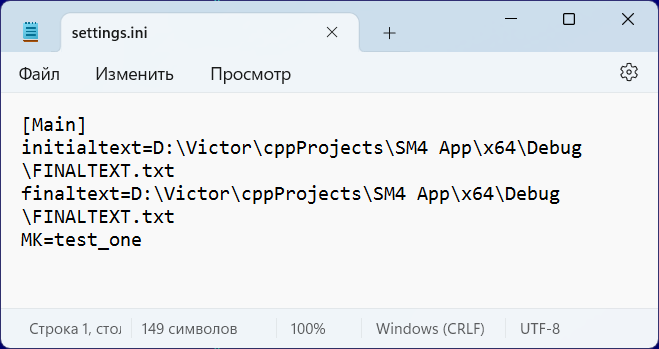 settings.ini
Файл Изменить Просмотр
[Main]
initialtext=D:\Victor\cppProjects\SM4 App\x64\Debug
\FINALTEXT.txt
finaltext=D:\Victor\cppProjects\SM4 App\x64\Debug
\FINALTEXT.txt
MK=test_one
Строка 1, стол 149 символов 100% Windows (CRLF) UTF-8